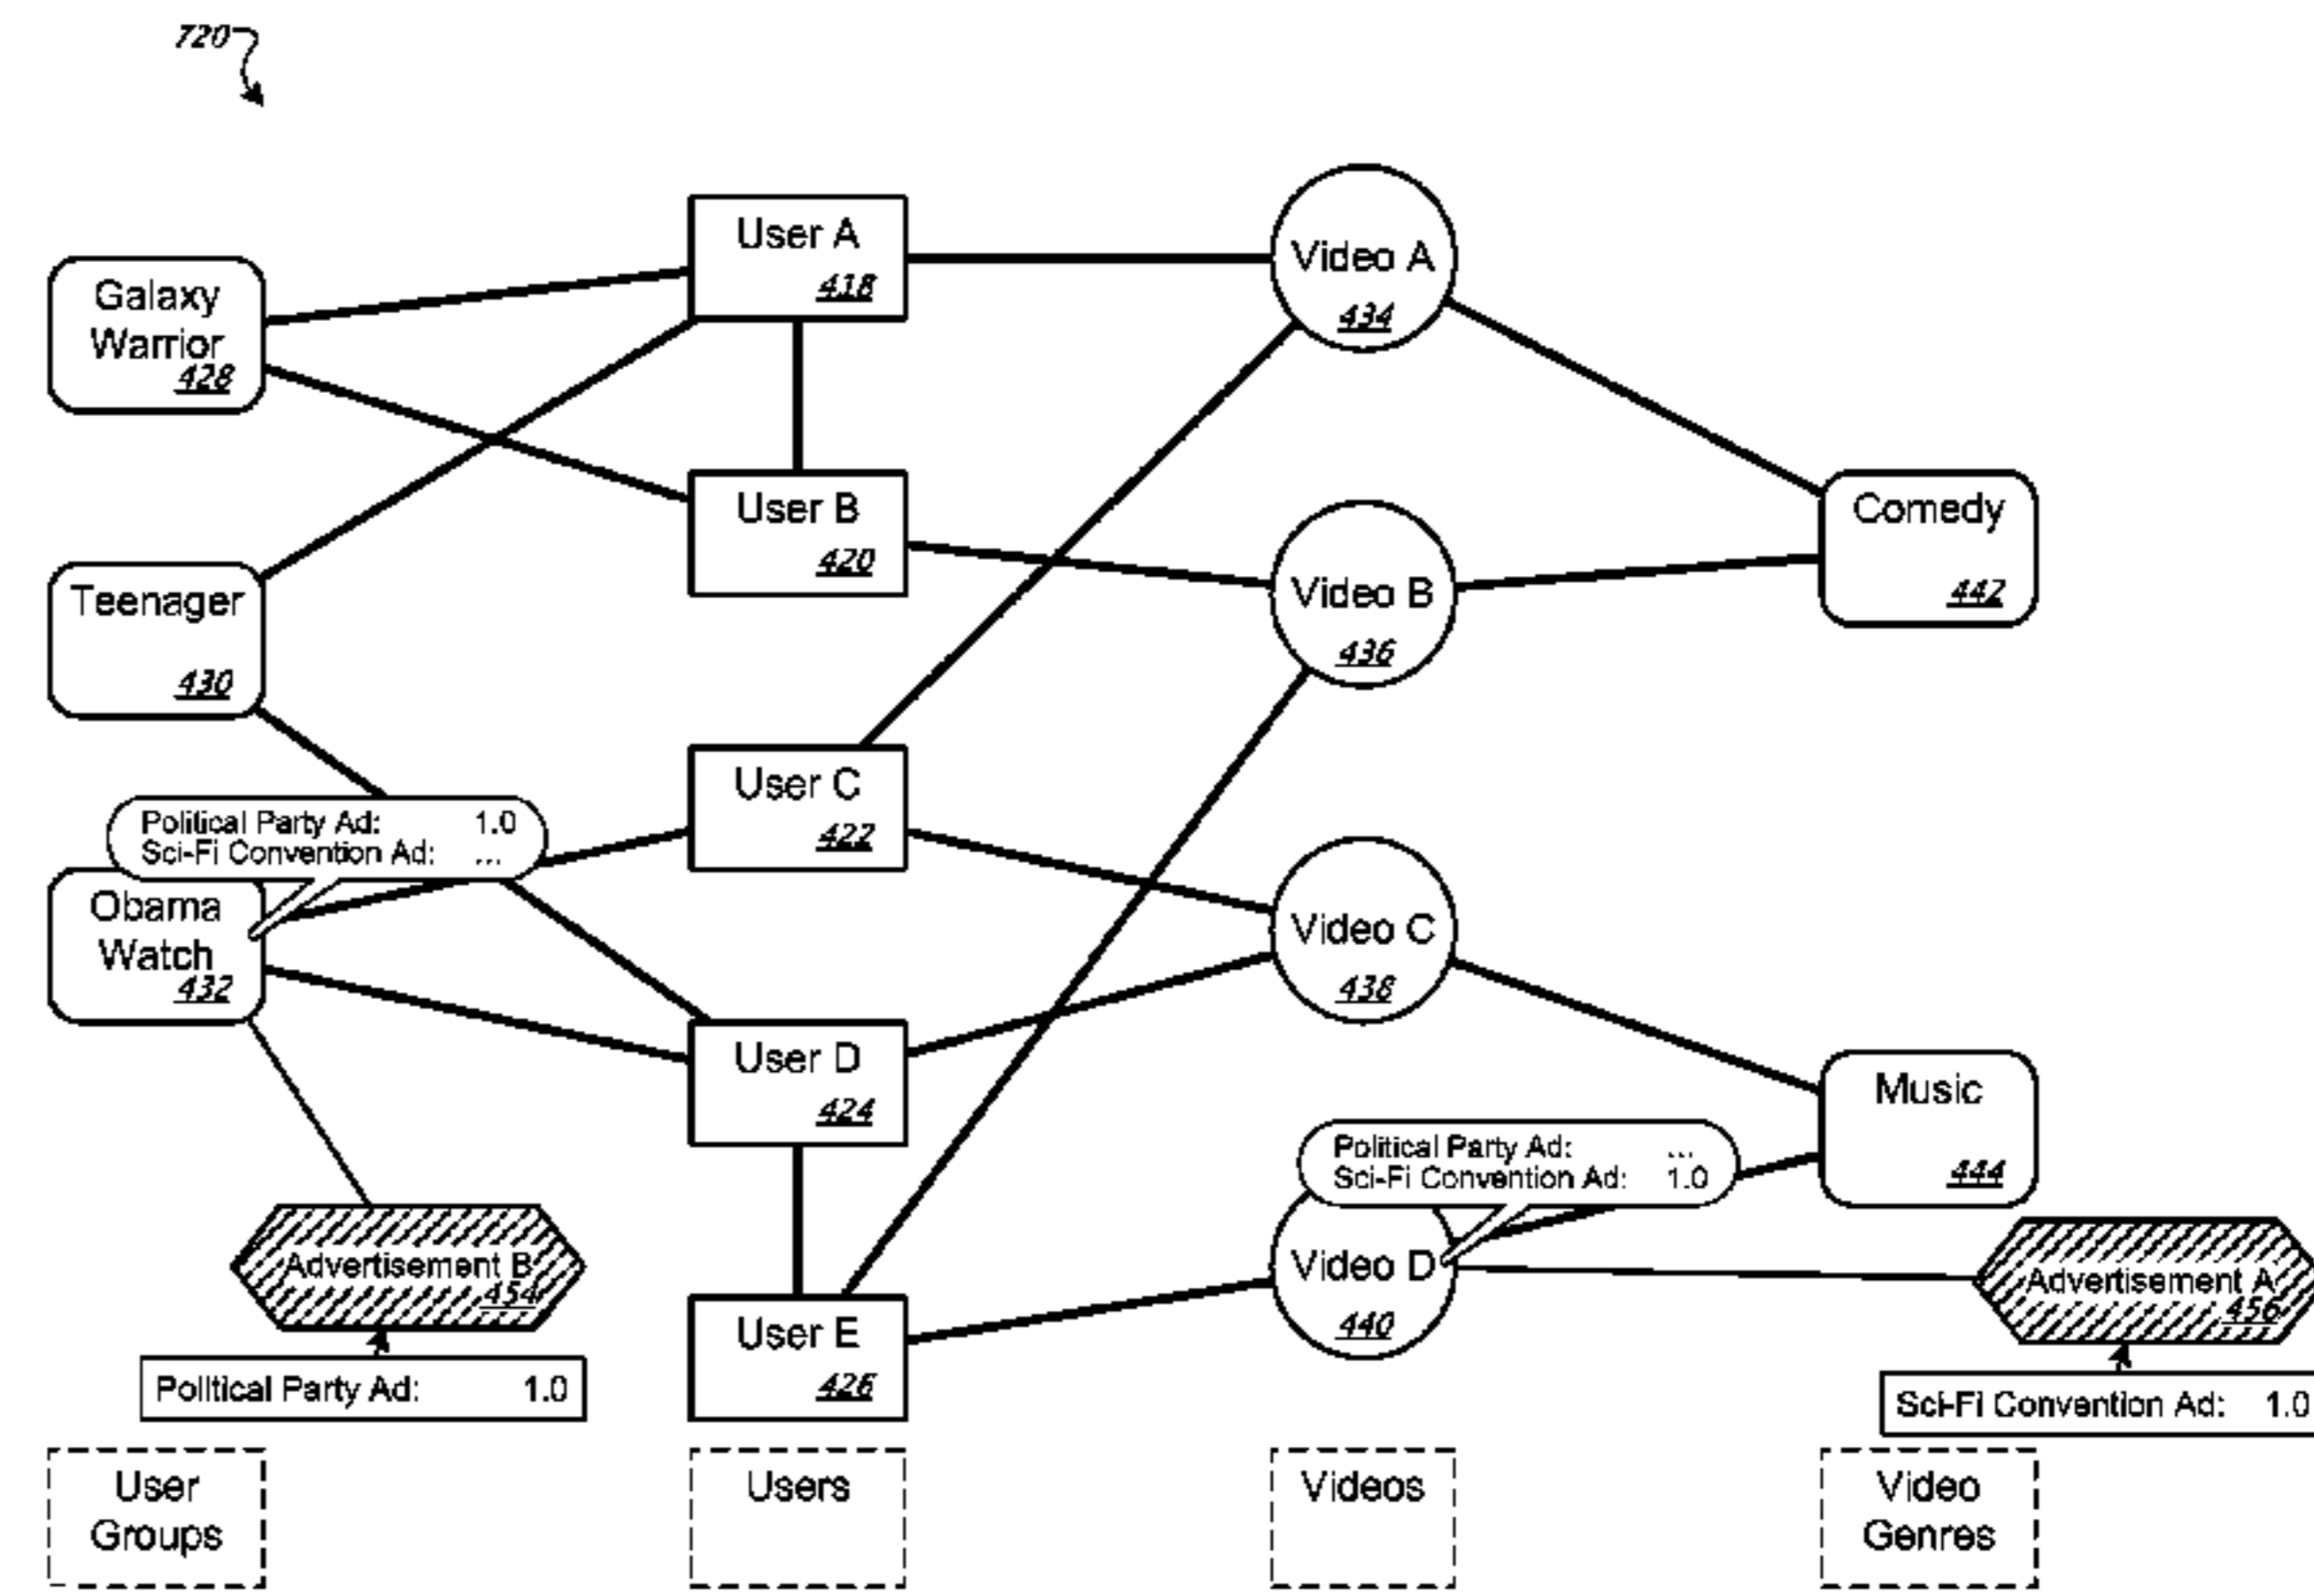 720
User A
418
Video A
434
Galaxy
Warrior
428
User B
420
Comedy
442
Video B
436
Teenager
430
User C
422
Political Party Ad: 1.0
Sci-Fi Convention Ad: ...
Obama
Watch
432
Video C
438
User D
424
Music
444
Political Party Ad: ...
Sci-Fi Convention Ad: 1.0
Advertisement B
454
Video D
440
Advertisement A
456
User E
426
Political Party Ad: 1.0
Sci-Fi Convention Ad: 1.0
User
Groups
Users
Videos
Video
Genres